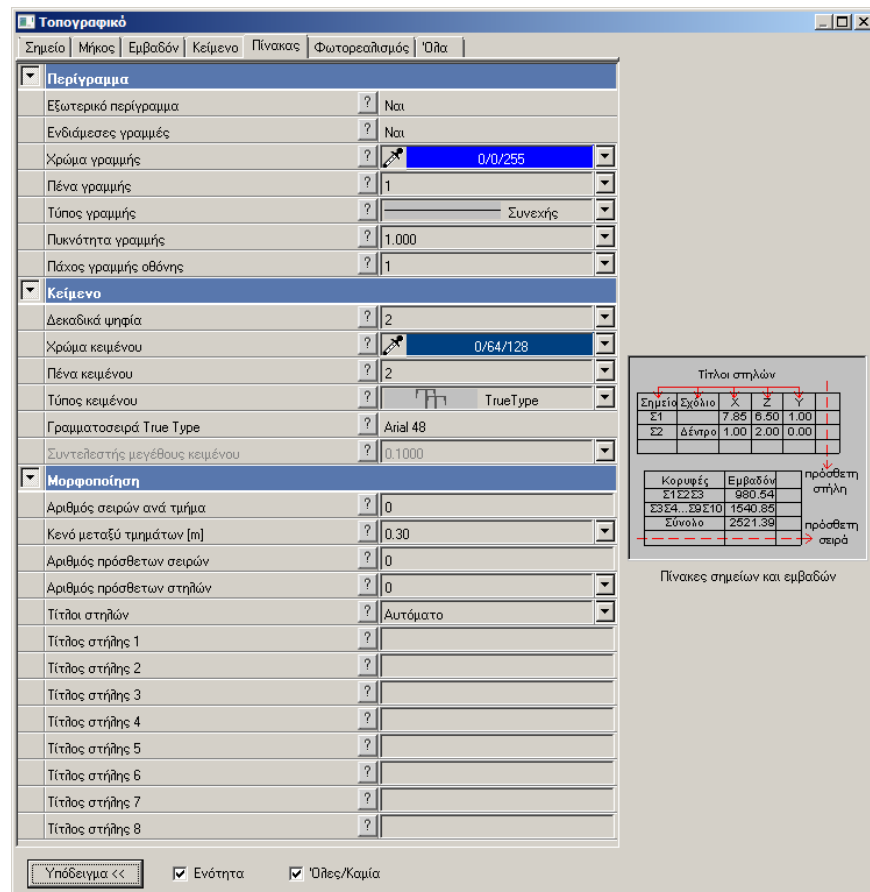 Τοπογραφικό
Σημείο Μήκος Εμβαδόν Κείμενο Πίνακας Φωτορεαλισμός Όλα
Περίγραμμα
Εξωτερικό περίγραμμα ? Ναι
Ενδιάμεσες γραμμές ? Ναι
Χρώμα γραμμής ? 0/0/255
Πένα γραμμής ? 1
Τύπος γραμμής ? Συνεχής
Πυκνότητα γραμμής ? 1.000
Πάχος γραμμής οθόνης ? 1
Κείμενο
Δεκαδικά ψηφία ? 2
Χρώμα κειμένου ? 0/64/128
Πένα κειμένου ? 2
Τύπος κειμένου ? TrueType
Γραμματοσειρά True Type ? Arial 48
Συντελεστής μεγέθους κειμένου ? 0.1000
Μορφοποίηση
Αριθμός σειρών ανά τμήμα ? 0
Κενό μεταξύ τμημάτων [m] ? 0.30
Αριθμός πρόσθετων σειρών ? 0
Αριθμός πρόσθετων στηλών ? 0
Τίτλοι στηλών ? Αυτόματο
Τίτλος στήλης 1 ?
Τίτλος στήλης 2 ?
Τίτλος στήλης 3 ?
Τίτλος στήλης 4 ?
Τίτλος στήλης 5 ?
Τίτλος στήλης 6 ?
Τίτλος στήλης 7 ?
Τίτλος στήλης 8 ?
Υπόδειγμα << Ενότητα Όλες/Καμία
Τίτλοι στηλών
Σημείο Σχόλιο X Z Y
Σ1 7.85 6.50 1.00
Σ2 Δέντρο 1.00 2.00 0.00
πρόσθετη
στήλη
Κορυφές Εμβαδόν
Σ1Σ2Σ3 980.54
Σ3Σ4...Σ9Σ10 1540.85
Σύνολο 2521.39
πρόσθετη
σειρά
Πίνακες σημείων και εμβαδών